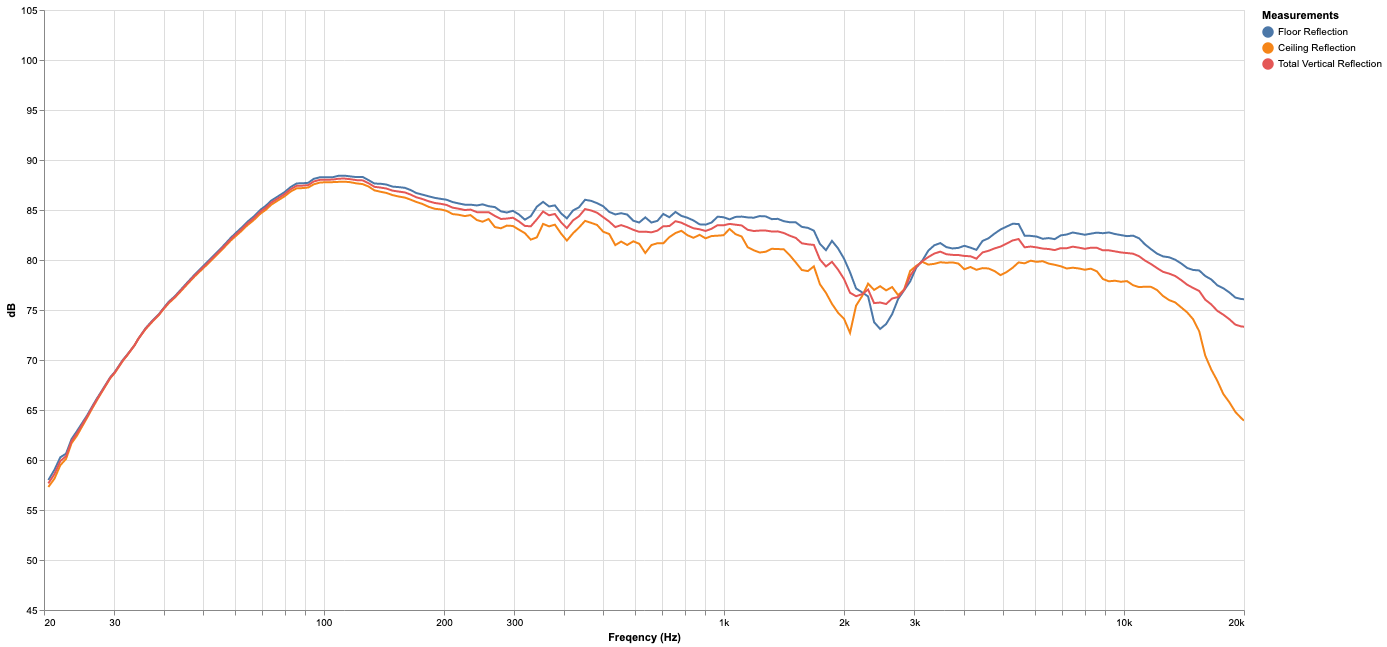 Measurements
Floor Reflection
Ceiling Reflection
Total Vertical Reflection
dB
105
100
95
90
85
80
75
70
65
60
55
50
45
20 30 100 200 300 1k 2k 3k 10k 20k
Freqency (Hz)